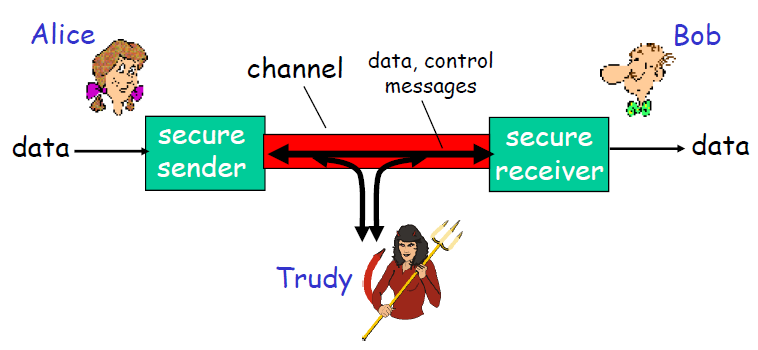 Alice
Bob
channel
data, control
messages
data
secure
sender
secure
receiver
data
Trudy